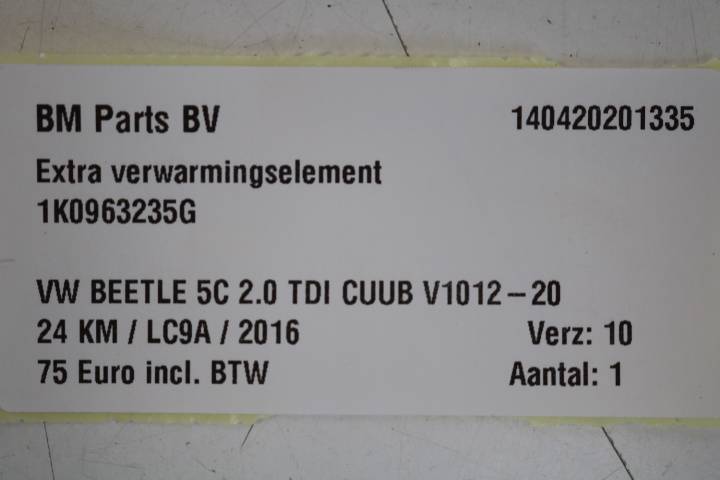 BM Parts BV 140420201335
Extra verwarmingselement
1K0963235G
VW BEETLE 5C 2.0 TDI CUUB V1012-20
24 KM / LC9A / 2016 Verz: 10
75 Euro incl. BTW Aantal: 1